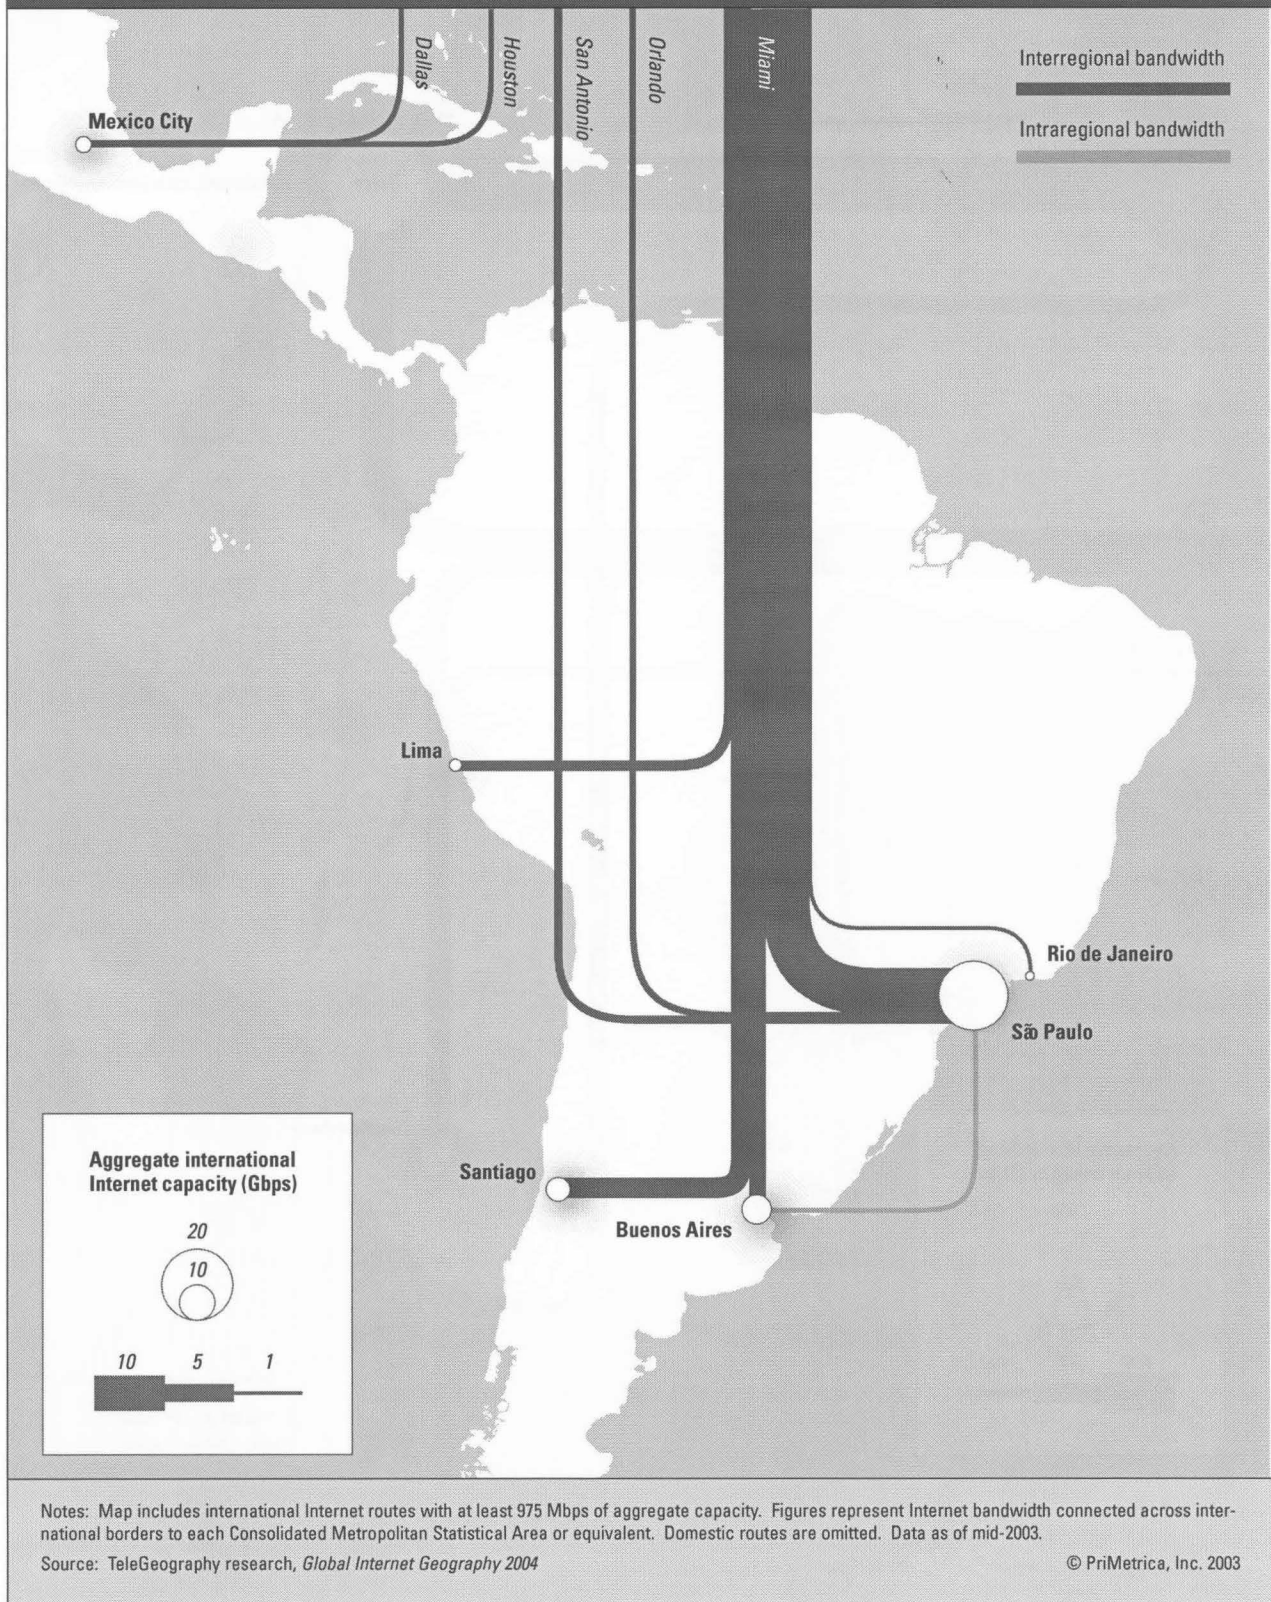 Dallas
Houston
San Antonio
Orlando
Miami
Interregional bandwidth
Intraregional bandwidth
Mexico City
Lima
Rio de Janeiro
São Paulo
Santiago
Buenos Aires
Aggregate international
Internet capacity (Gbps)
20
10
10 5 1
Notes: Map includes international Internet routes with at least 975 Mbps of aggregate capacity. Figures represent Internet bandwidth connected across inter-
national borders to each Consolidated Metropolitan Statistical Area or equivalent. Domestic routes are omitted. Data as of mid-2003.
Source: TeleGeography research, Global Internet Geography 2004
© PriMetrica, Inc. 2003